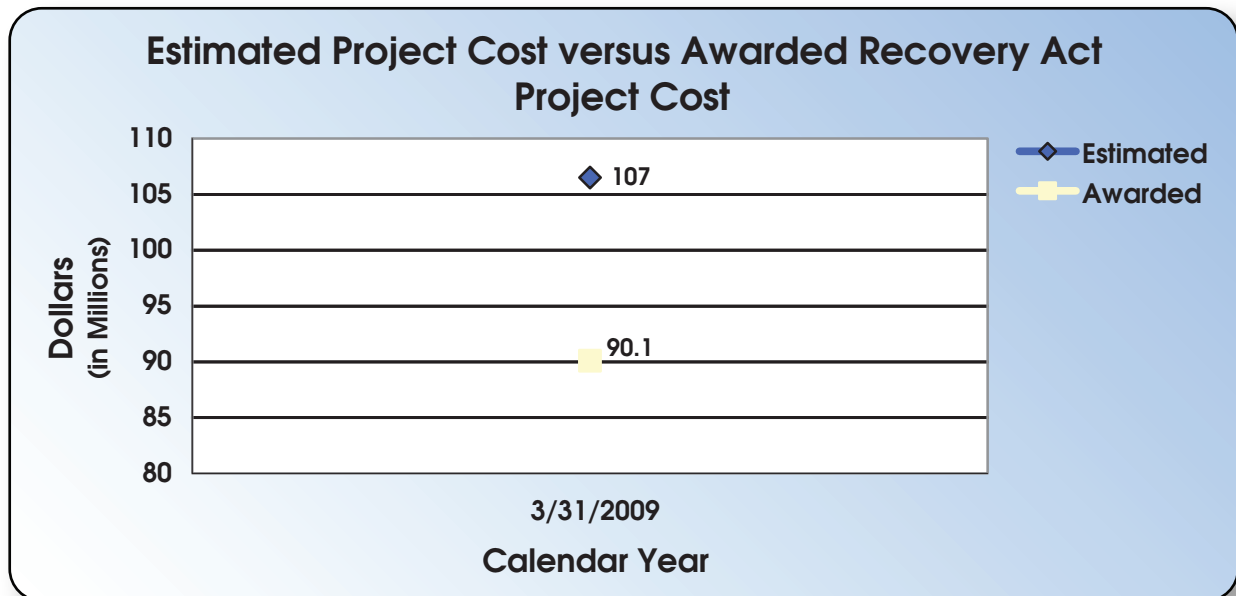 Estimated Project Cost versus Awarded Recovery Act
Project Cost
110
105
100
95
90
85
80
Dollars
(in Millions)
107
90.1
3/31/2009
Calendar Year
Estimated
Awarded